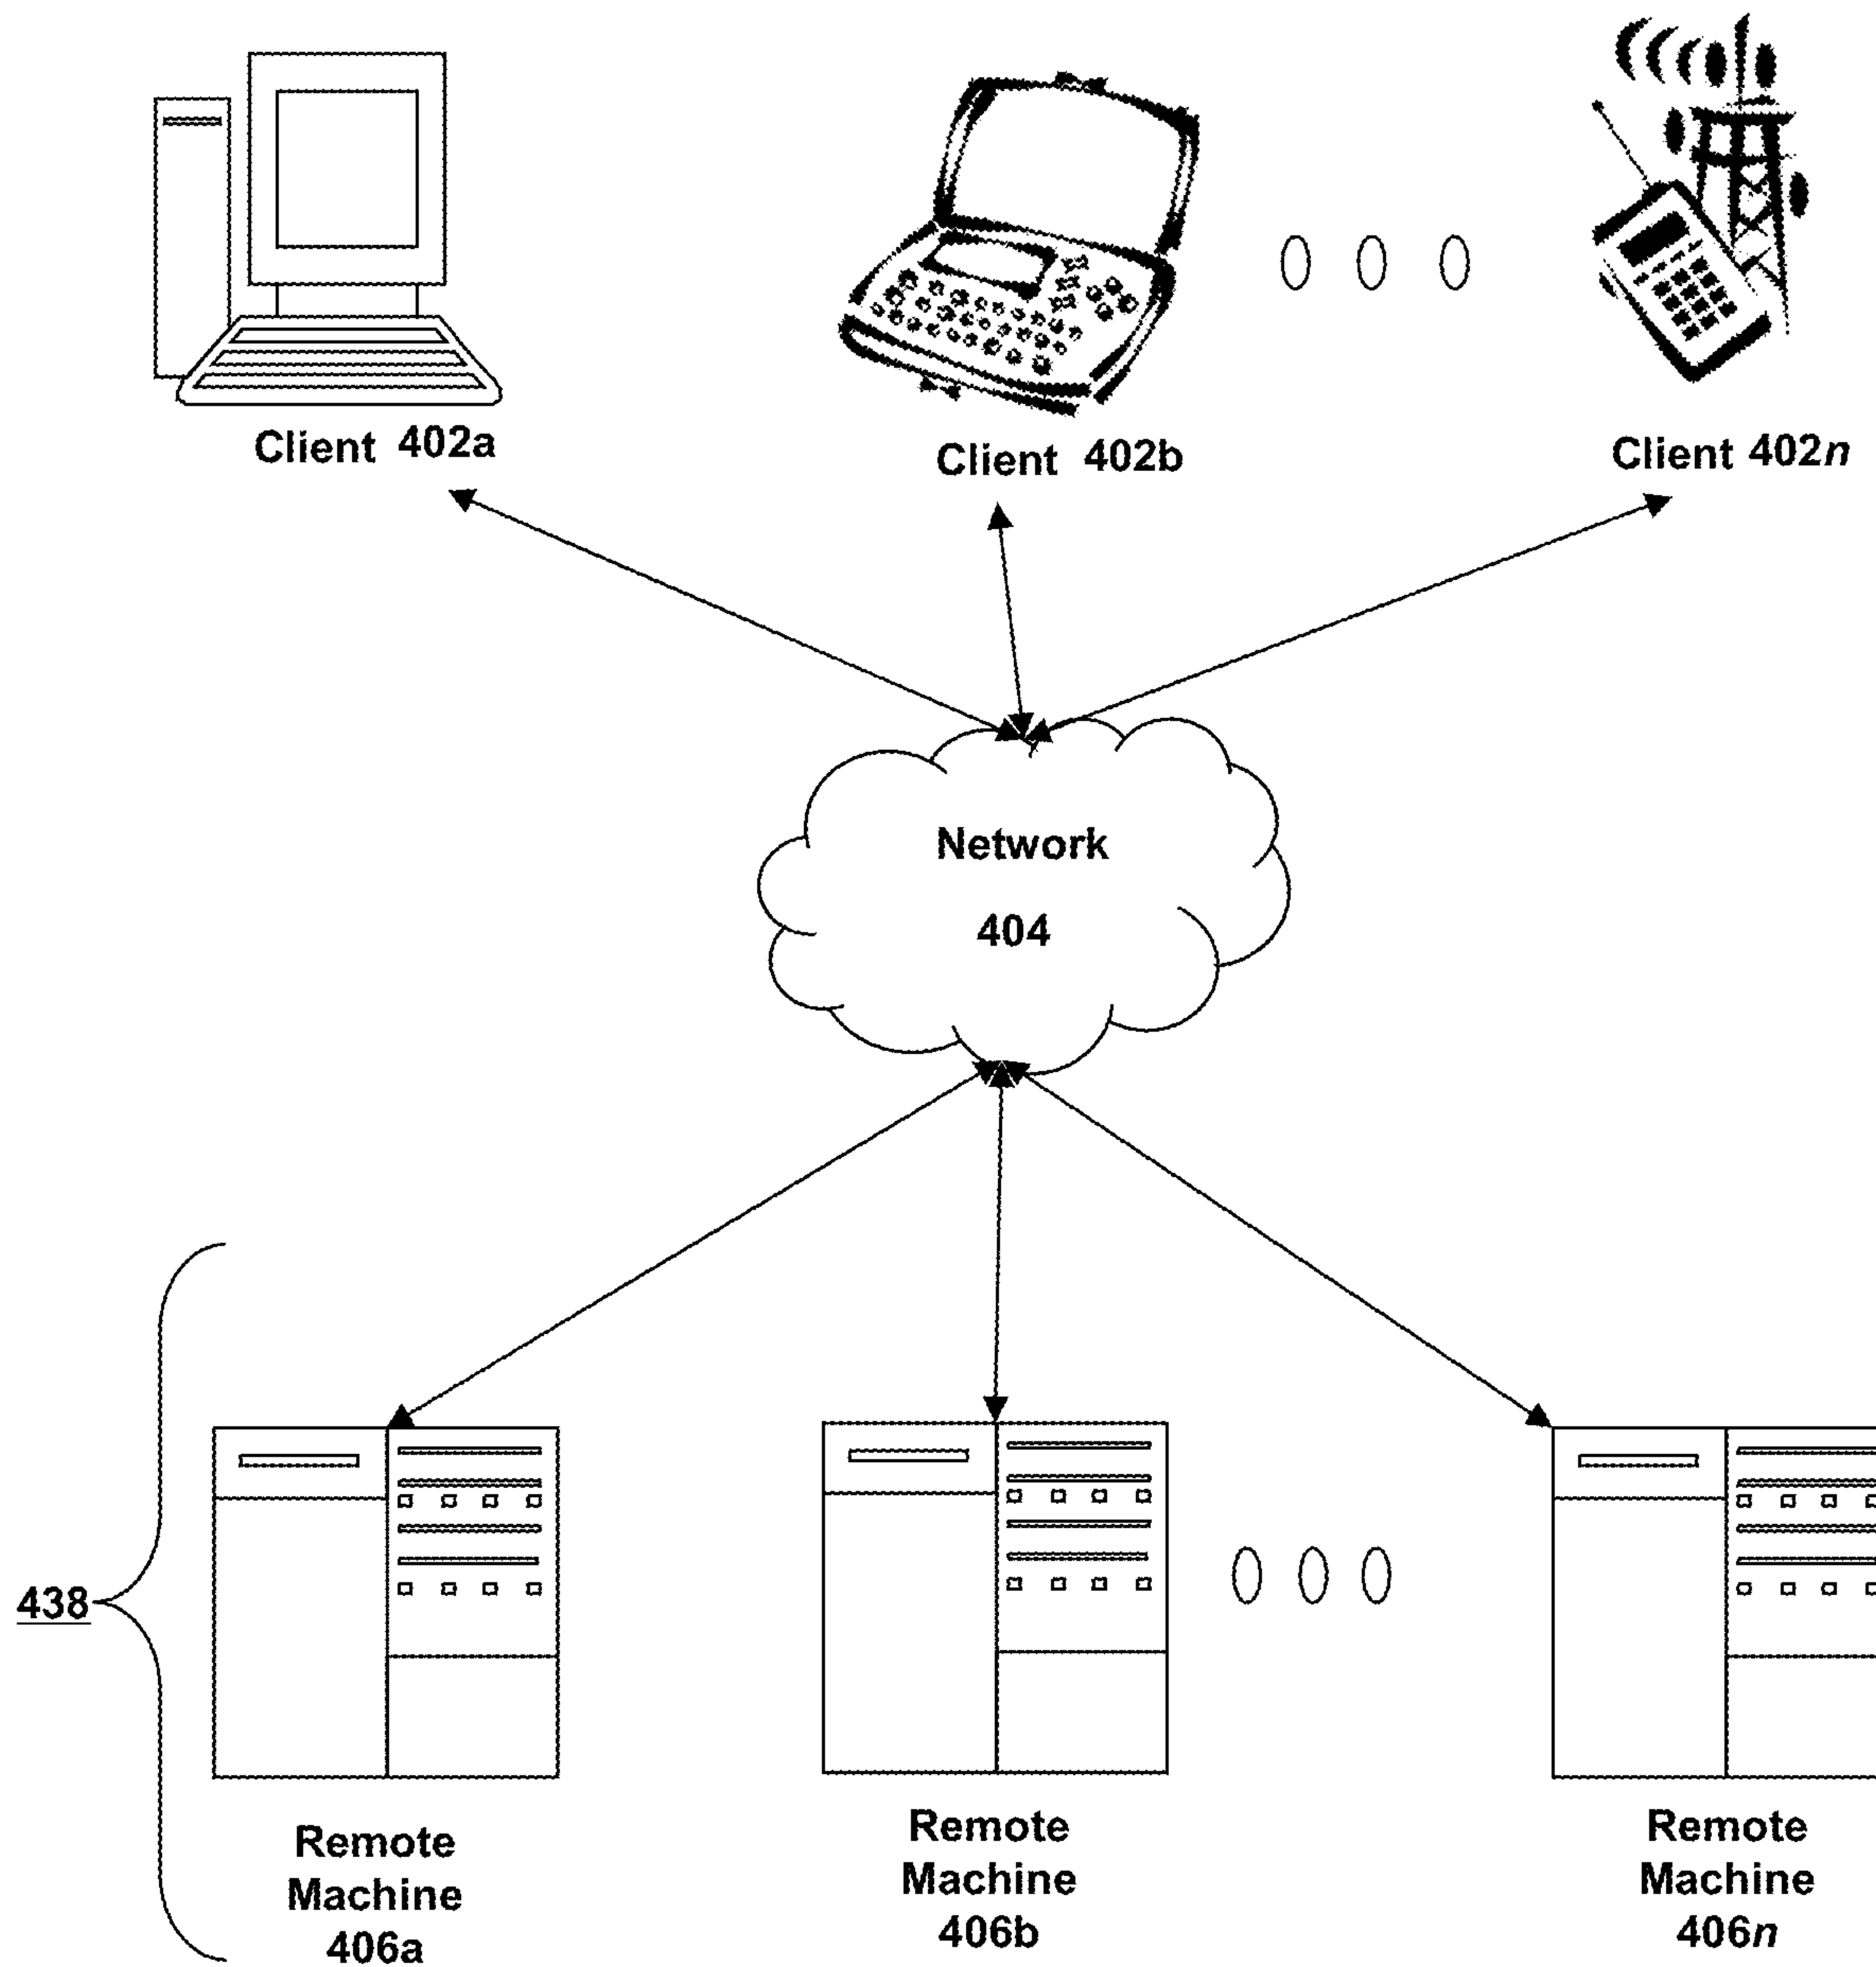 Client 402a
Client 402b
Client 402n
Network
404
438
Remote
Machine
406a
Remote
Machine
406b
Remote
Machine
406n